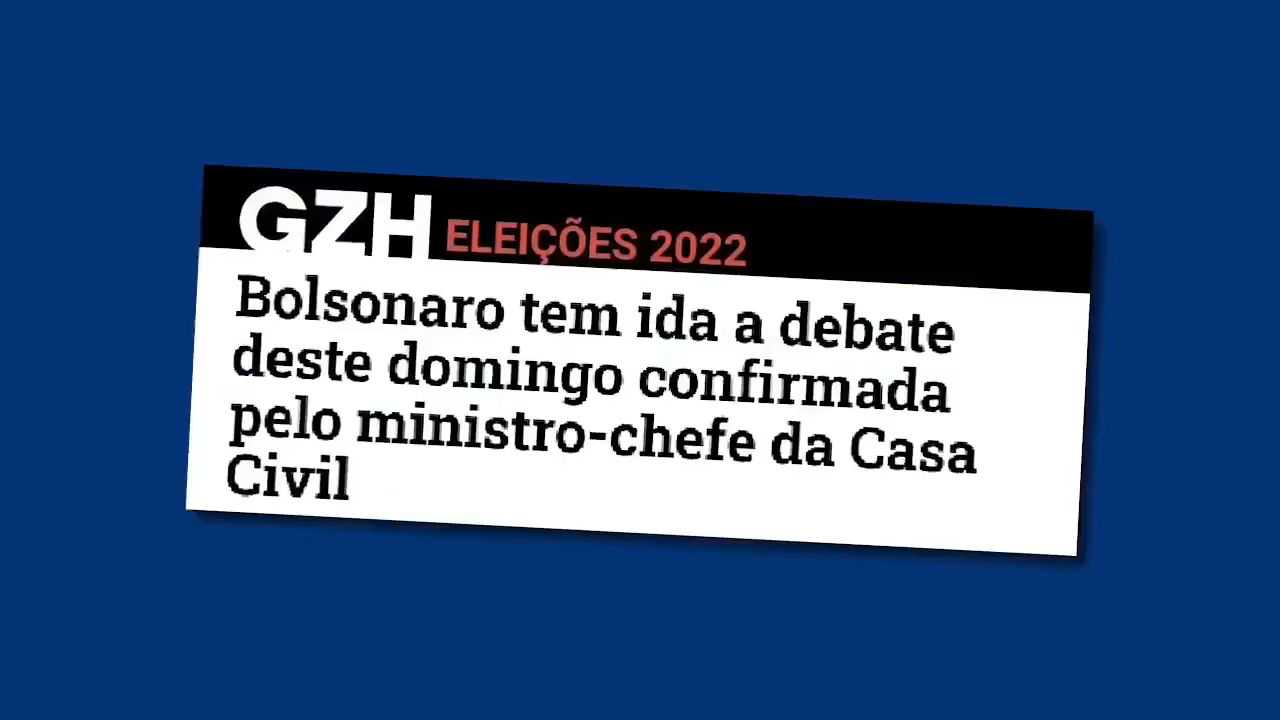 GZH ELEIÇÕES 2022
Bolsonaro tem ida a debate
deste domingo confirmada
pelo ministro-chefe da Casa
Civil